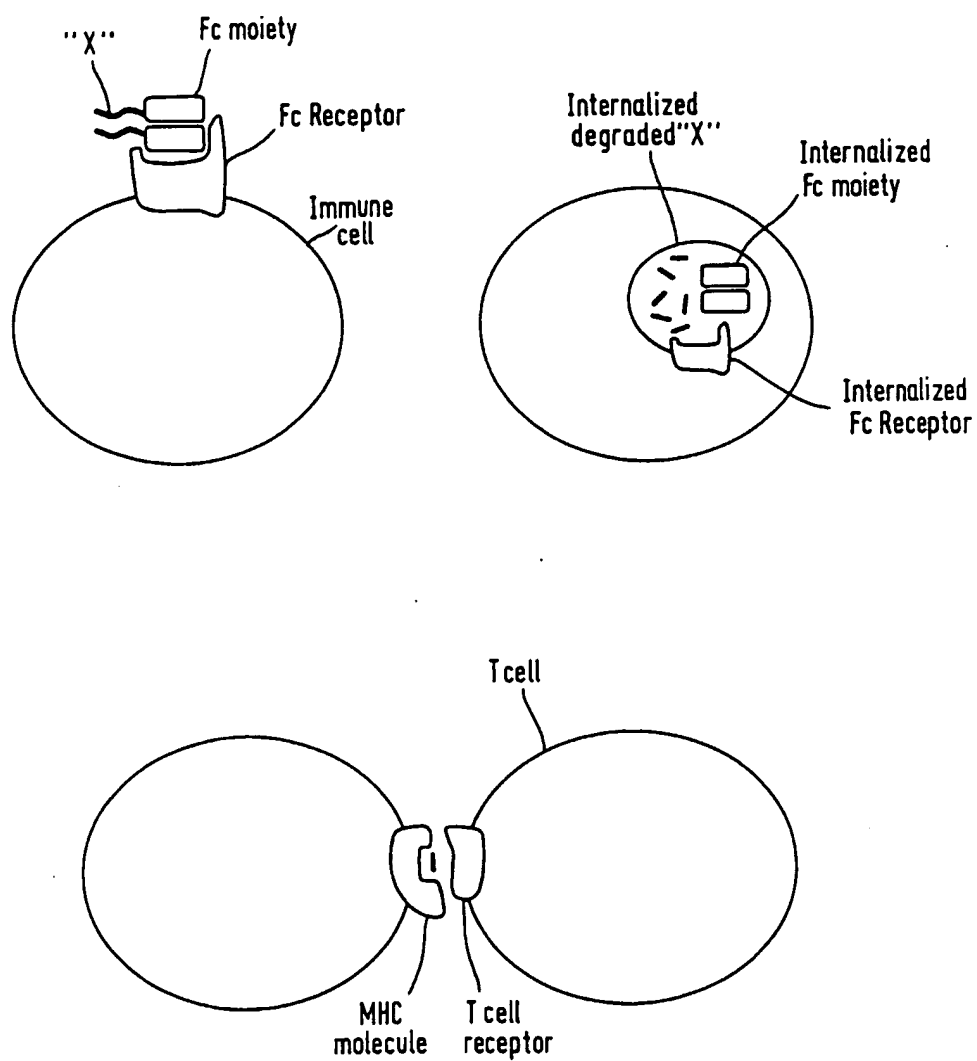 "X"
Fc moiety
Fc Receptor
Immune
cell
Internalized
degraded "X"
Internalized
Fc moiety
Internalized
Fc Receptor
T cell
MHC
molecule
T cell
receptor